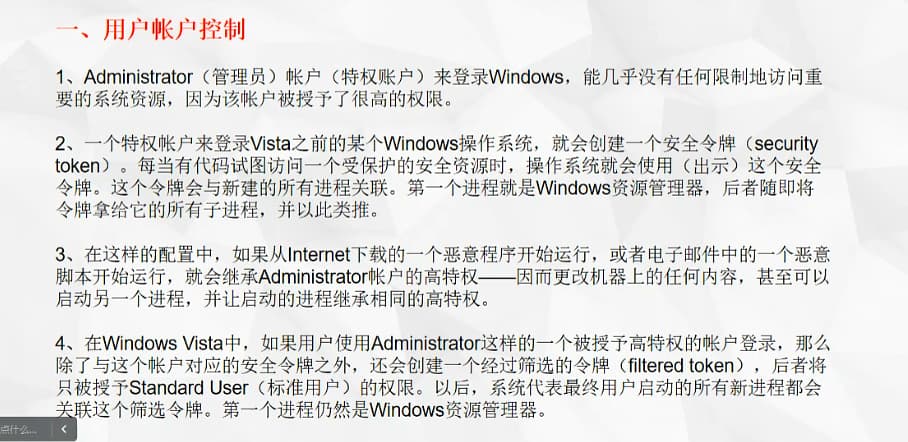 一、用户帐户控制
1、Administrator（管理员）帐户（特权账户）来登录Windows，能几乎没有任何限制地访问重
要的系统资源，因为该帐户被授予了很高的权限。
2、一个特权帐户来登录Vista之前的某个Windows操作系统，就会创建一个安全令牌（security
token）。每当有代码试图访问一个受保护的安全资源时，操作系统就会使用（出示）这个安全
令牌。这个令牌会与新建的所有进程关联。第一个进程就是Windows资源管理器，后者随即将
令牌拿给它的所有子进程，并以此类推。
3、在这样的配置中，如果从Internet下载的一个恶意程序开始运行，或者电子邮件中的一个恶意
脚本开始运行，就会继承Administrator帐户的高特权——因而更改机器上的任何内容，甚至可以
启动另一个进程，并让启动的进程继承相同的高特权。
4、在Windows Vista中，如果用户使用Administrator这样的一个被授予高特权的帐户登录，那么
除了与这个帐户对应的安全令牌之外，还会创建一个经过筛选的令牌（filtered token），后者将
只被授予Standard User（标准用户）的权限。以后，系统代表最终用户启动的所有新进程都会
关联这个筛选令牌。第一个进程仍然是Windows资源管理器。
点什么...